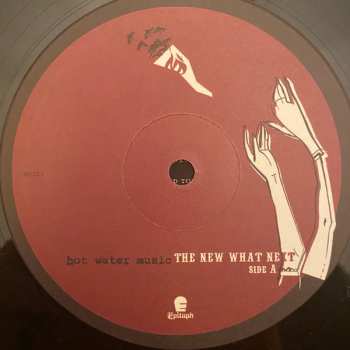 hot water music THE NEW WHAT NEXT
SIDE A
Epitaph